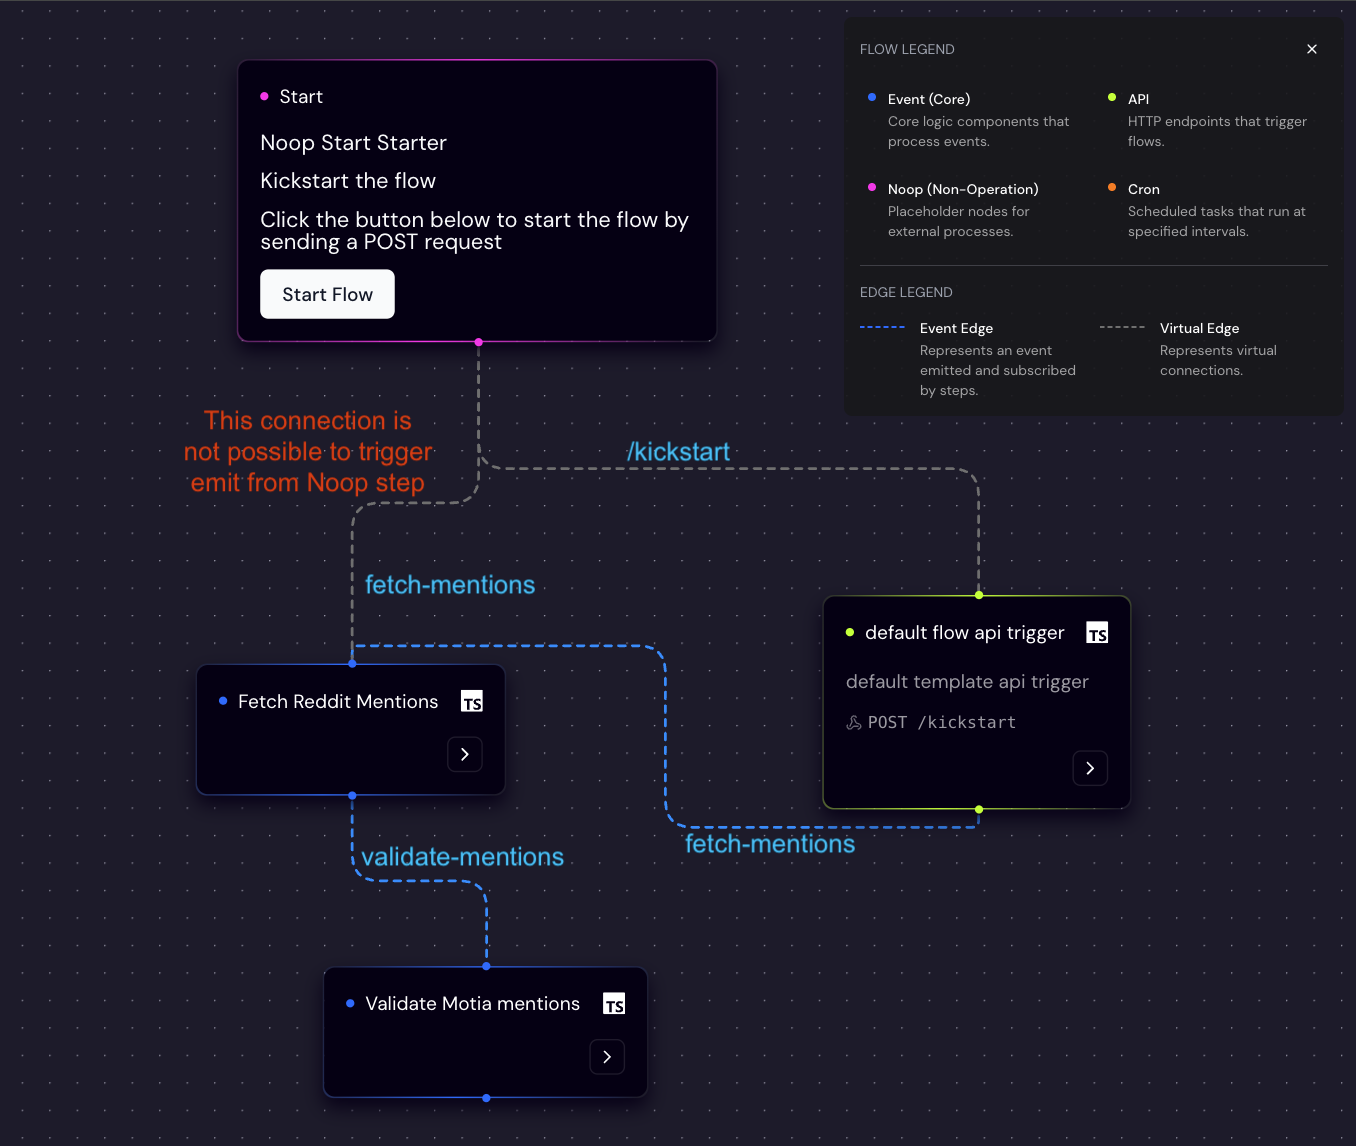 Start
Noop Start Starter
Kickstart the flow
Click the button below to start the flow by
sending a POST request
Start Flow
FLOW LEGEND
Event (Core)
Core logic components that
process events.
API
HTTP endpoints that trigger
flows.
Noop (Non-Operation)
Placeholder nodes for
external processes.
Cron
Scheduled tasks that run at
specified intervals.
EDGE LEGEND
Event Edge
Represents an event
emitted and subscribed
by steps.
Virtual Edge
Represents virtual
connections.
This connection is
not possible to trigger
emit from Noop step
/kickstart
fetch-mentions
default flow api trigger
TS
default template api trigger
POST /kickstart
Fetch Reddit Mentions
TS
fetch-mentions
validate-mentions
Validate Motia mentions
TS